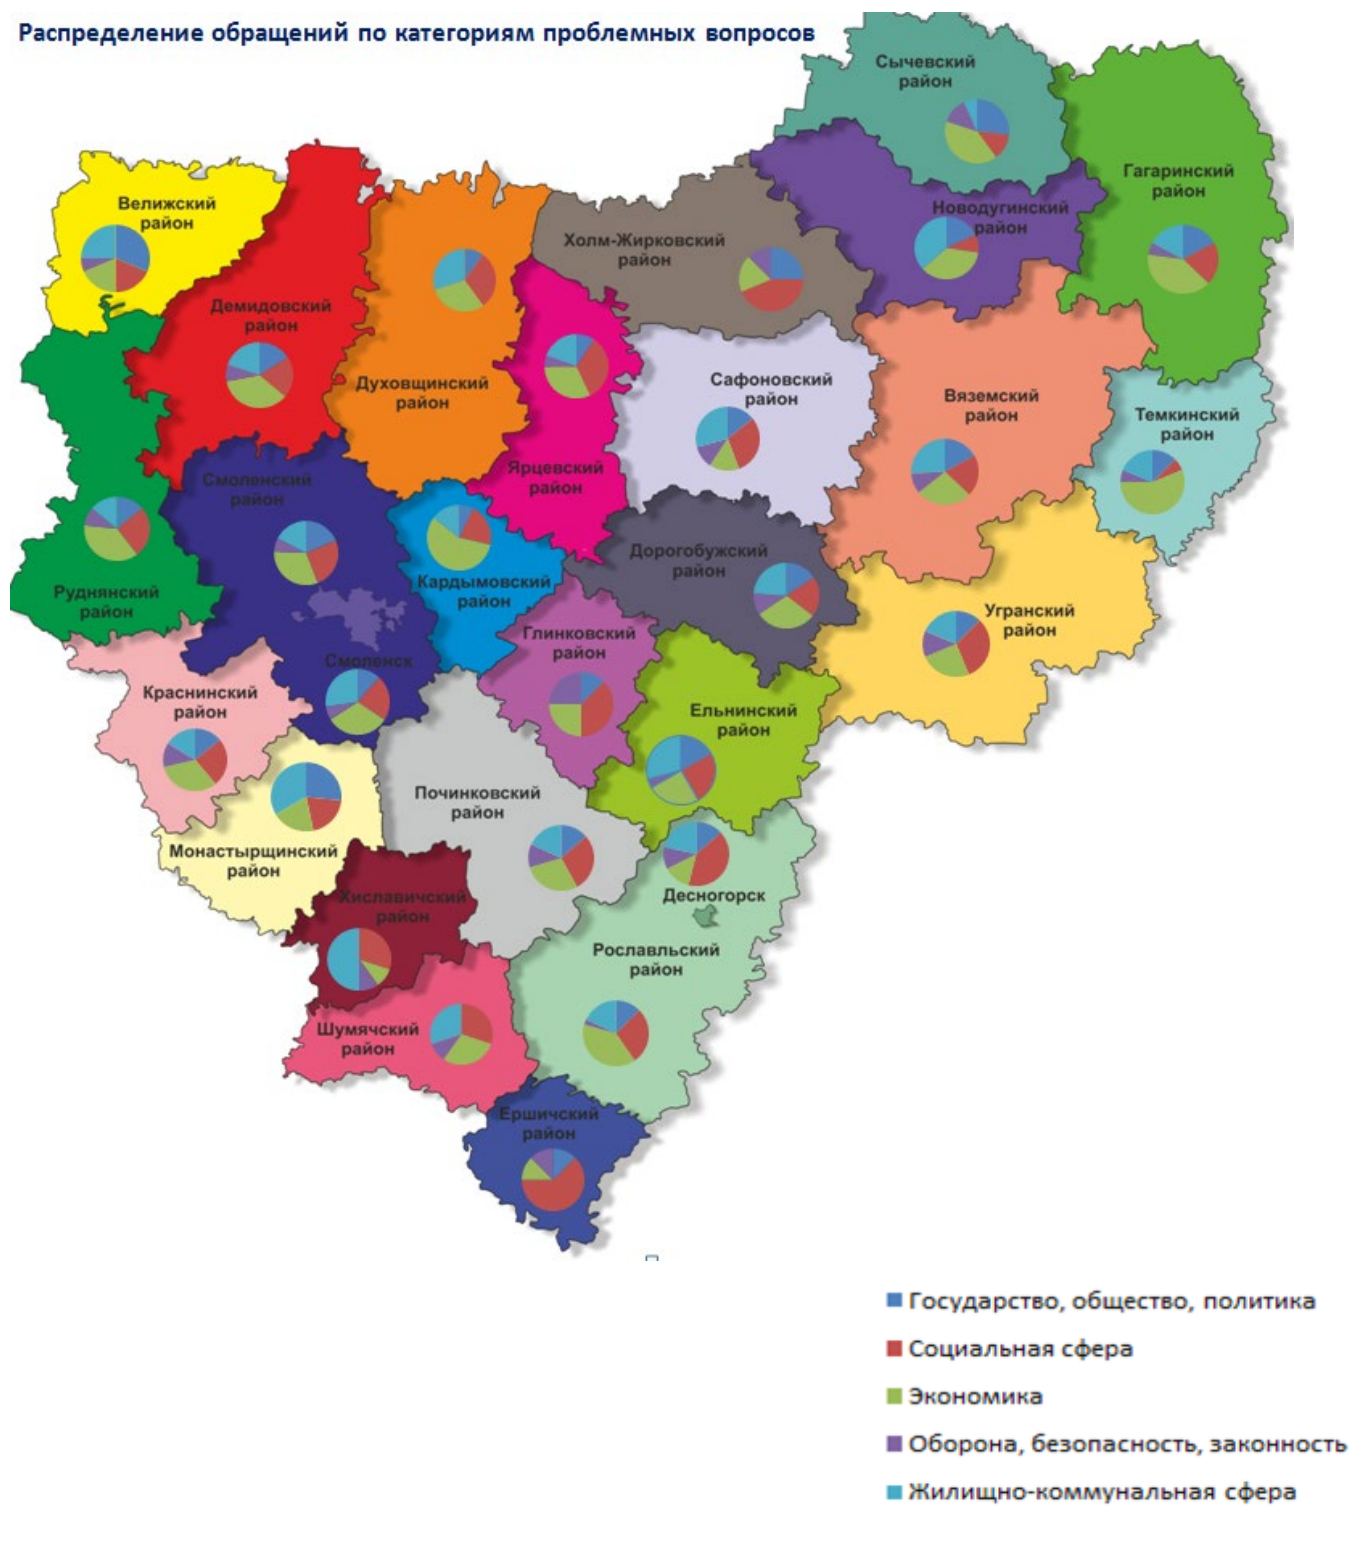 Распределение обращений по категориям проблемных вопросов
Сычевский
район
Гагаринский
район
Велижский
район
Новодугинский
район
Холм-Жирковский
район
Демидовский
район
Духовщинский
район
Сафоновский
район
Вяземский
район
Темкинский
район
Ярцевский
район
Смоленский
район
Дорогобужский
район
Кардымовский
район
Руднянский
район
Угранский
район
Глинковский
район
Смоленск
Краснинский
район
Ельнинский
район
Починковский
район
Монастырщинский
район
Хиславичский
район
Десногорск
Рославльский
район
Шумячский
район
Ершичский
район
Государство, общество, политика
Социальная сфера
Экономика
Оборона, безопасность, законность
Жилищно-коммунальная сфера